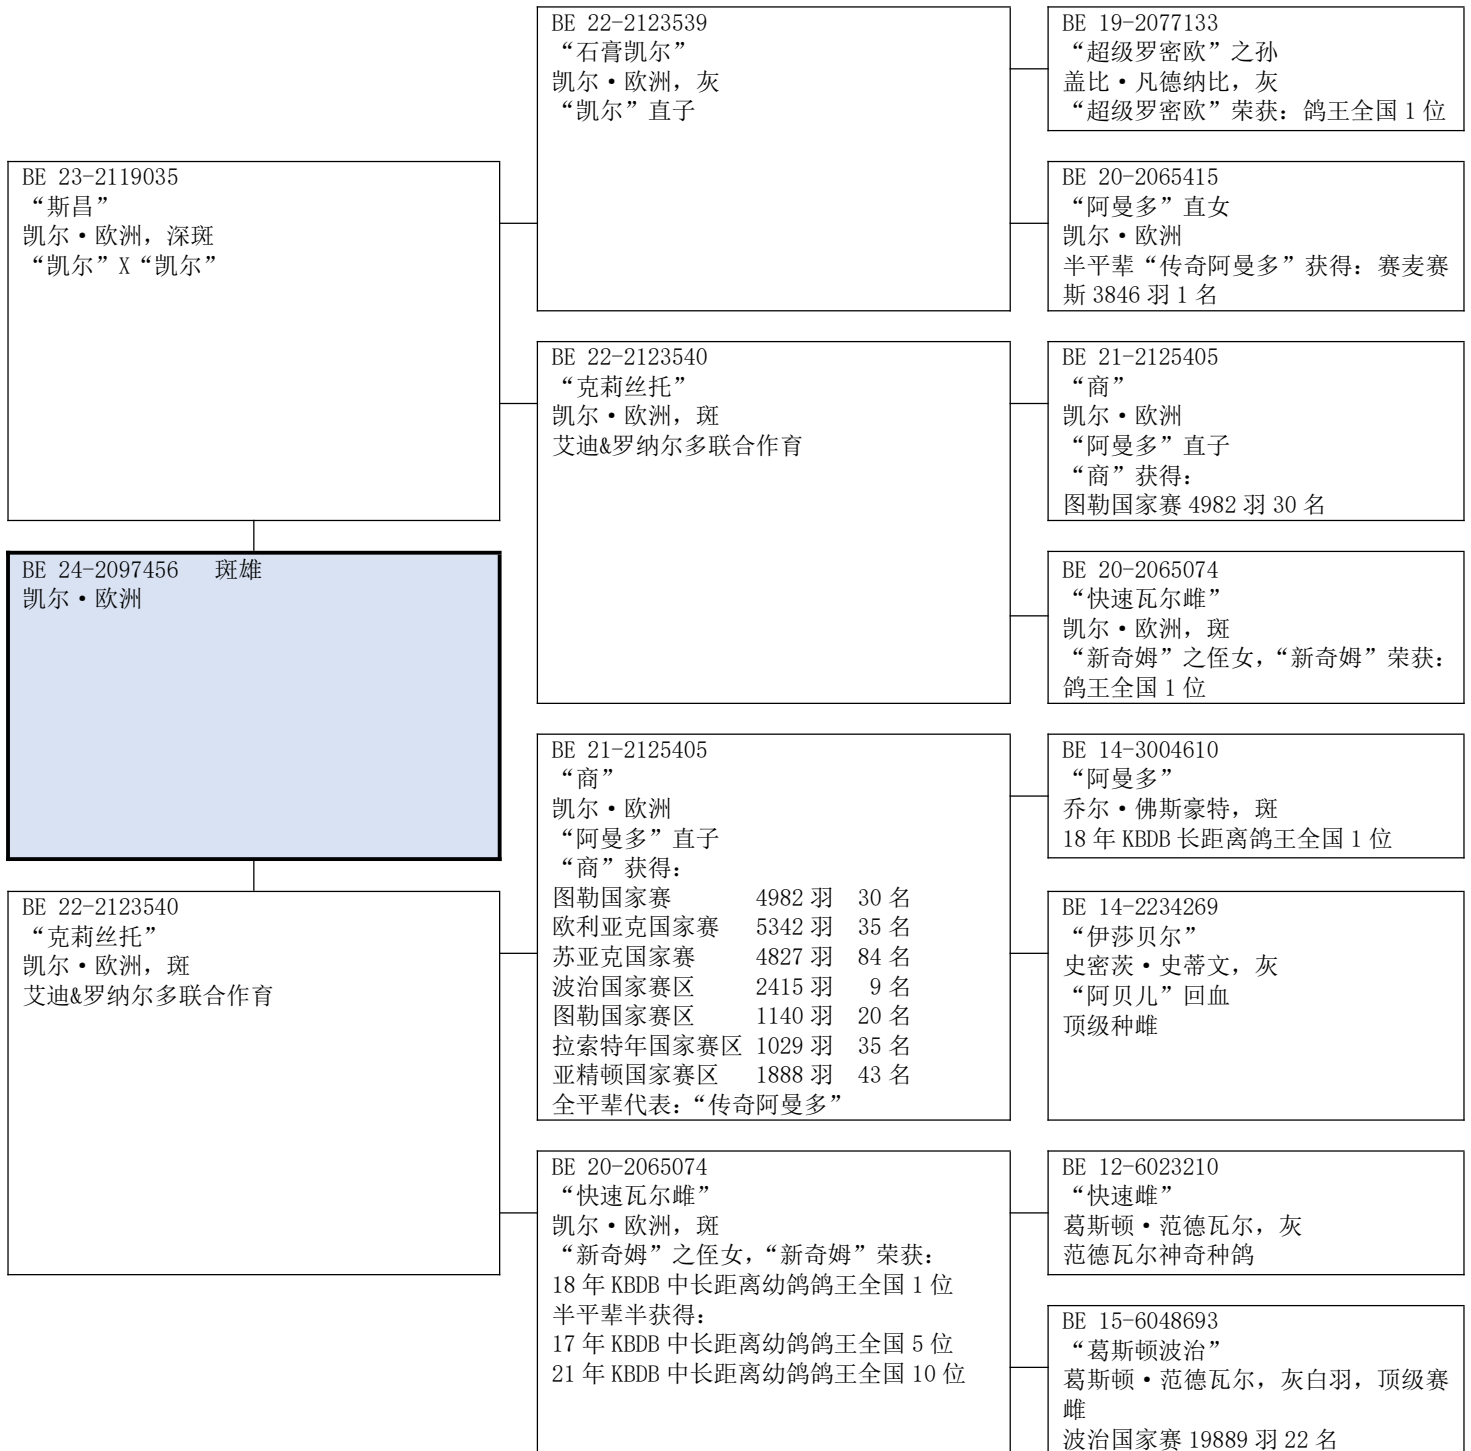 BE 22-2123539
“石膏凯尔”
凯尔•欧洲，灰
“凯尔”直子
BE 19-2077133
“超级罗密欧”之孙
盖比•凡德纳比，灰
“超级罗密欧”荣获：鸽王全国 1 位
BE 23-2119035
“斯昌”
凯尔•欧洲，深斑
“凯尔”X“凯尔”
BE 20-2065415
“阿曼多”直女
凯尔•欧洲
半平辈“传奇阿曼多”获得：赛麦赛
斯 3846 羽 1 名
BE 22-2123540
“克莉丝托”
凯尔•欧洲，斑
艾迪&罗纳尔多联合作育
BE 21-2125405
“商”
凯尔•欧洲
“阿曼多”直子
“商”获得：
图勒国家赛 4982 羽 30 名
BE 24-2097456 斑雄
凯尔•欧洲
BE 20-2065074
“快速瓦尔雌”
凯尔•欧洲，斑
“新奇姆”之侄女，“新奇姆”荣获：
鸽王全国 1 位
BE 21-2125405
“商”
凯尔•欧洲
“阿曼多”直子
“商”获得：
图勒国家赛 4982 羽 30 名
欧利亚克国家赛 5342 羽 35 名
苏亚克国家赛 4827 羽 84 名
波治国家赛区 2415 羽 9 名
图勒国家赛区 1140 羽 20 名
拉索特年国家赛区 1029 羽 35 名
亚精顿国家赛区 1888 羽 43 名
全平辈代表：“传奇阿曼多”
BE 14-3004610
“阿曼多”
乔尔•佛斯豪特，斑
18 年 KBDB 长距离鸽王全国 1 位
BE 22-2123540
“克莉丝托”
凯尔•欧洲，斑
艾迪&罗纳尔多联合作育
BE 14-2234269
“伊莎贝尔”
史密茨•史蒂文，灰
“阿贝儿”回血
顶级种雌
BE 20-2065074
“快速瓦尔雌”
凯尔•欧洲，斑
“新奇姆”之侄女，“新奇姆”荣获：
18 年 KBDB 中长距离幼鸽鸽王全国 1 位
半平辈半获得：
17 年 KBDB 中长距离幼鸽鸽王全国 5 位
21 年 KBDB 中长距离幼鸽鸽王全国 10 位
BE 12-6023210
“快速雌”
葛斯顿•范德瓦尔，灰
范德瓦尔神奇种鸽
BE 15-6048693
“葛斯顿波治”
葛斯顿•范德瓦尔，灰白羽，顶级赛
雌
波治国家赛 19889 羽 22 名